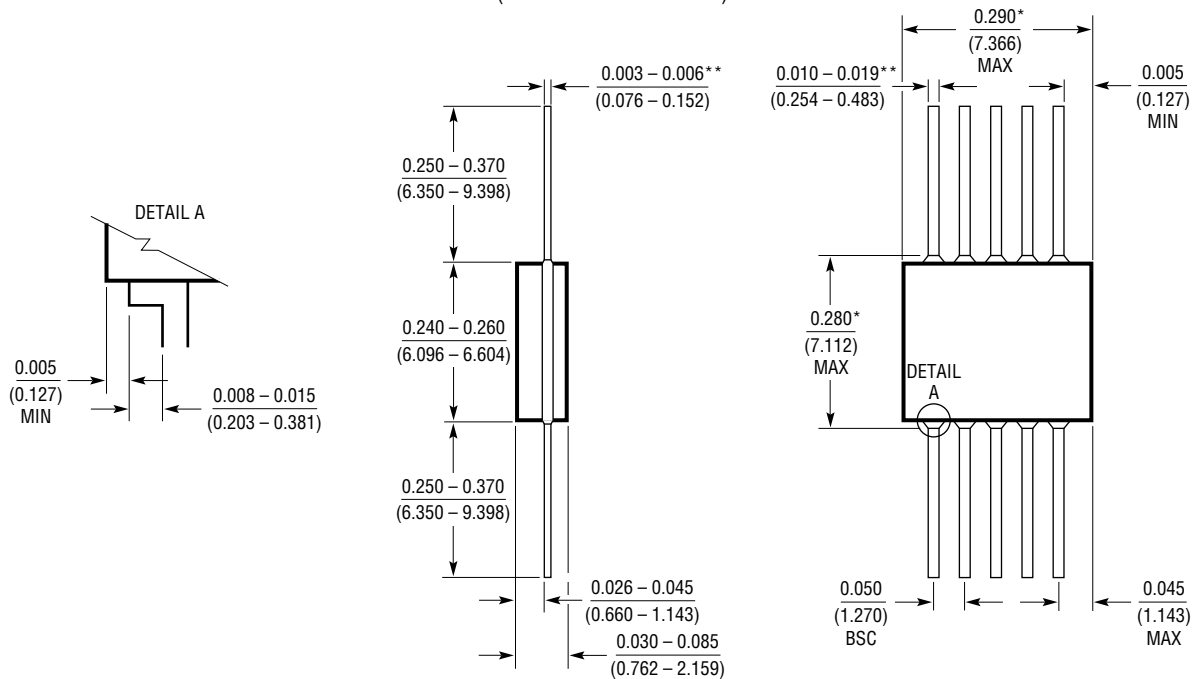 0.290*
(7.366)
MAX
0.003 – 0.006**
(0.076 – 0.152)
0.010 – 0.019**
(0.254 – 0.483)
0.005
(0.127)
MIN
0.250 – 0.370
(6.350 – 9.398)
DETAIL A
0.240 – 0.260
(6.096 – 6.604)
0.280*
(7.112)
MAX
DETAIL
A
0.005
(0.127)
MIN
0.008 – 0.015
(0.203 – 0.381)
0.250 – 0.370
(6.350 – 9.398)
0.026 – 0.045
(0.660 – 1.143)
0.030 – 0.085
(0.762 – 2.159)
0.050
(1.270)
BSC
0.045
(1.143)
MAX